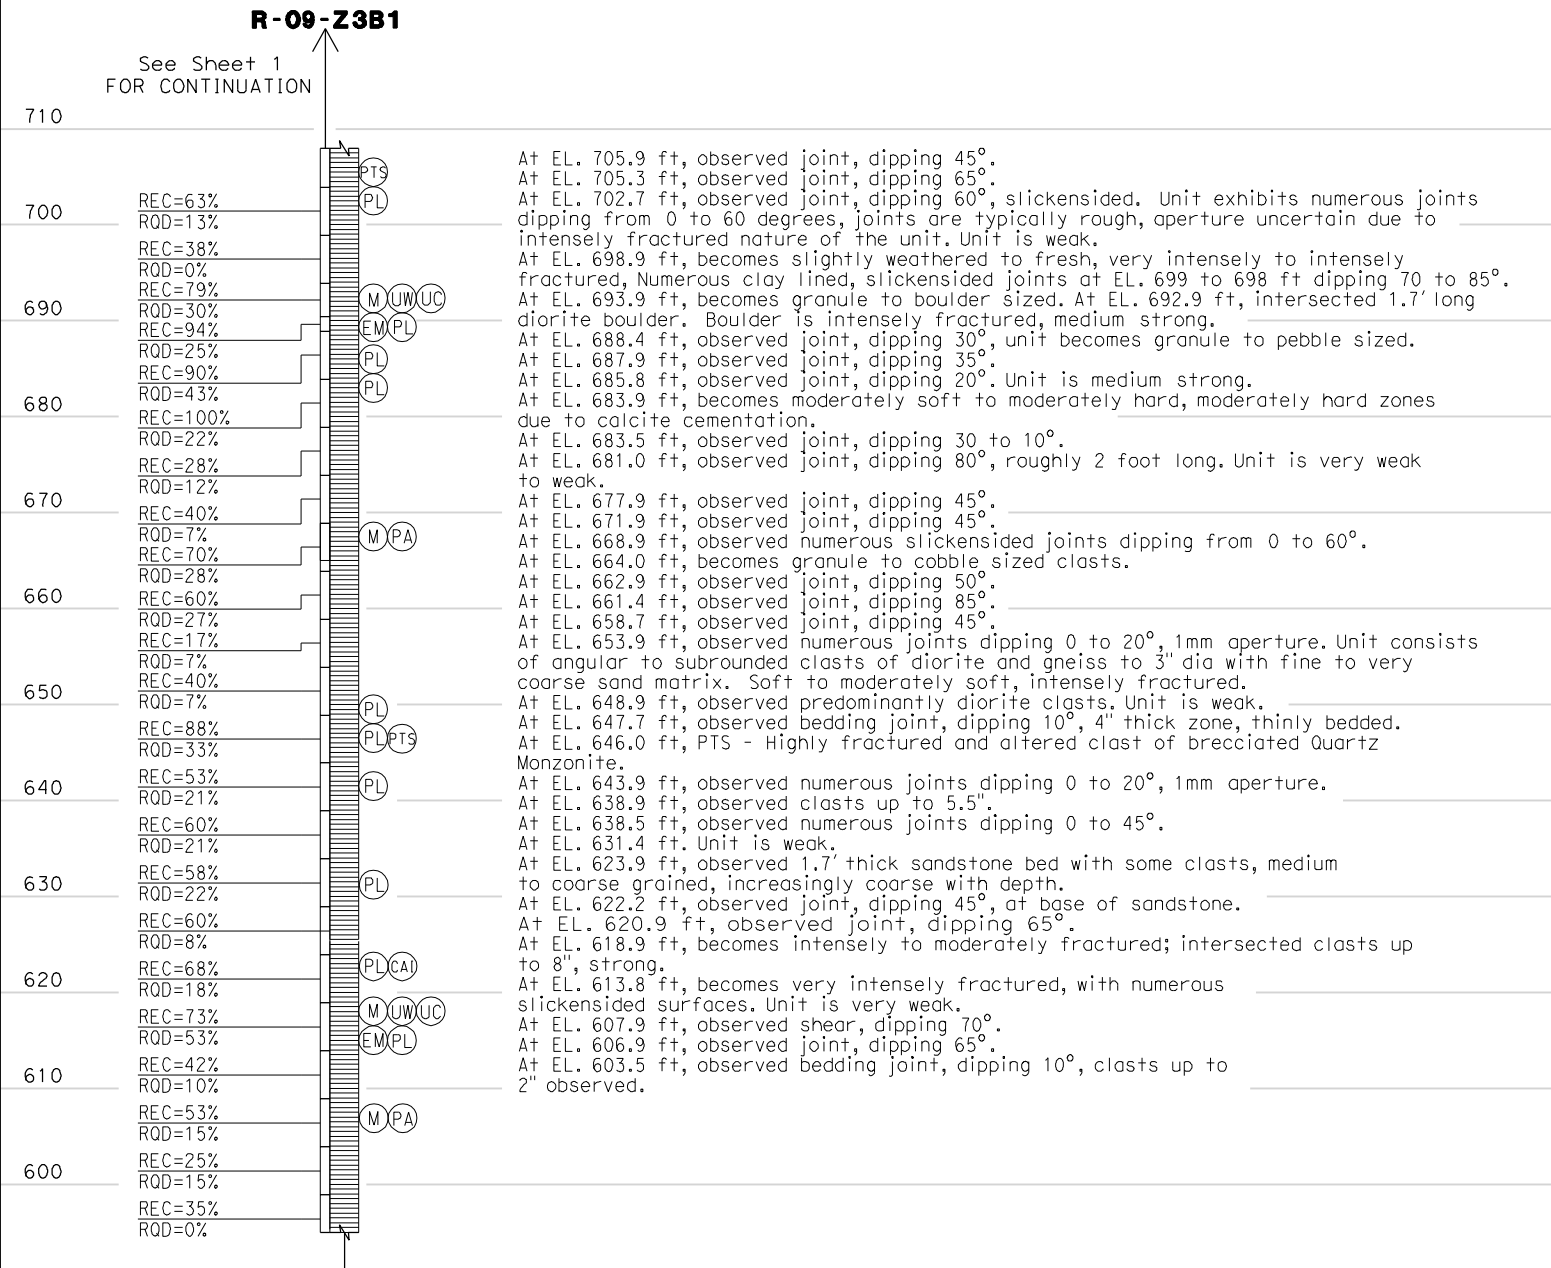 R-09-Z3B1
See Sheet 1
FOR CONTINUATION
710
700
690
680
670
660
650
640
630
620
610
600
REC=63%
RQD=13%
REC=38%
RQD=0%
REC=79%
RQD=30%
REC=94%
RQD=25%
REC=90%
RQD=43%
REC=100%
RQD=22%
REC=28%
RQD=12%
REC=40%
RQD=7%
REC=70%
RQD=28%
REC=60%
RQD=27%
REC=17%
RQD=7%
REC=40%
RQD=7%
REC=88%
RQD=33%
REC=53%
RQD=21%
REC=60%
RQD=21%
REC=58%
RQD=22%
REC=60%
RQD=8%
REC=68%
RQD=18%
REC=73%
RQD=53%
REC=42%
RQD=10%
REC=53%
RQD=15%
REC=25%
RQD=15%
REC=35%
RQD=0%
PTS
PL
M UW UC
EM PL
PL
PL
M PA
PL
PL PTS
PL
PL
PL CAI
M UW UC
EM PL
M PA
At EL. 705.9 ft, observed joint, dipping 45°.
At EL. 705.3 ft, observed joint, dipping 65°.
At EL. 702.7 ft, observed joint, dipping 60°, slickensided. Unit exhibits numerous joints
dipping from 0 to 60 degrees, joints are typically rough, aperture uncertain due to
intensely fractured nature of the unit. Unit is weak.
At EL. 698.9 ft, becomes slightly weathered to fresh, very intensely to intensely
fractured, Numerous clay lined, slickensided joints at EL. 699 to 698 ft dipping 70 to 85°.
At EL. 693.9 ft, becomes granule to boulder sized. At EL. 692.9 ft, intersected 1.7' long
diorite boulder. Boulder is intensely fractured, medium strong.
At EL. 688.4 ft, observed joint, dipping 30°, unit becomes granule to pebble sized.
At EL. 687.9 ft, observed joint, dipping 35°.
At EL. 685.8 ft, observed joint, dipping 20°. Unit is medium strong.
At EL. 683.9 ft, becomes moderately soft to moderately hard, moderately hard zones
due to calcite cementation.
At EL. 683.5 ft, observed joint, dipping 30 to 10°.
At EL. 681.0 ft, observed joint, dipping 80°, roughly 2 foot long. Unit is very weak
to weak.
At EL. 677.9 ft, observed joint, dipping 45°.
At EL. 671.9 ft, observed joint, dipping 45°.
At EL. 668.9 ft, observed numerous slickensided joints dipping from 0 to 60°.
At EL. 664.0 ft, becomes granule to cobble sized clasts.
At EL. 662.9 ft, observed joint, dipping 50°.
At EL. 661.4 ft, observed joint, dipping 85°.
At EL. 658.7 ft, observed joint, dipping 45°.
At EL. 653.9 ft, observed numerous joints dipping 0 to 20°, 1mm aperture. Unit consists
of angular to subrounded clasts of diorite and gneiss to 3" dia with fine to very
coarse sand matrix. Soft to moderately soft, intensely fractured.
At EL. 648.9 ft, observed predominantly diorite clasts. Unit is weak.
At EL. 647.7 ft, observed bedding joint, dipping 10°, 4" thick zone, thinly bedded.
At EL. 646.0 ft, PTS - Highly fractured and altered clast of brecciated Quartz
Monzonite.
At EL. 643.9 ft, observed numerous joints dipping 0 to 20°, 1mm aperture.
At EL. 638.9 ft, observed clasts up to 5.5".
At EL. 638.5 ft, observed numerous joints dipping 0 to 45°.
At EL. 631.4 ft. Unit is weak.
At EL. 623.9 ft, observed 1.7' thick sandstone bed with some clasts, medium
to coarse grained, increasingly coarse with depth.
At EL. 622.2 ft, observed joint, dipping 45°, at base of sandstone.
At EL. 620.9 ft, observed joint, dipping 65°.
At EL. 618.9 ft, becomes intensely to moderately fractured; intersected clasts up
to 8", strong.
At EL. 613.8 ft, becomes very intensely fractured, with numerous
slickensided surfaces. Unit is very weak.
At EL. 607.9 ft, observed shear, dipping 70°.
At EL. 606.9 ft, observed joint, dipping 65°.
At EL. 603.5 ft, observed bedding joint, dipping 10°, clasts up to
2" observed.